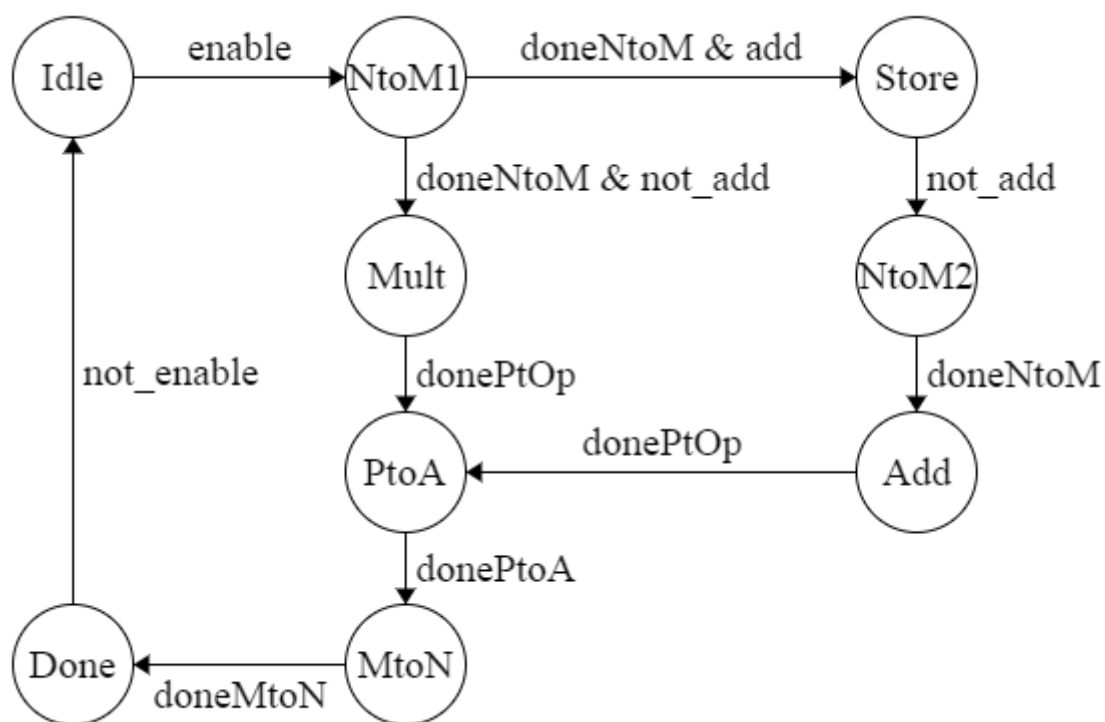 enable
doneNtoM & add
Idle
NtoM1
Store
doneNtoM & not_add
not_add
Mult
NtoM2
not_enable
donePtOp
doneNtoM
donePtOp
PtoA
Add
donePtoA
Done
MtoN
doneMtoN